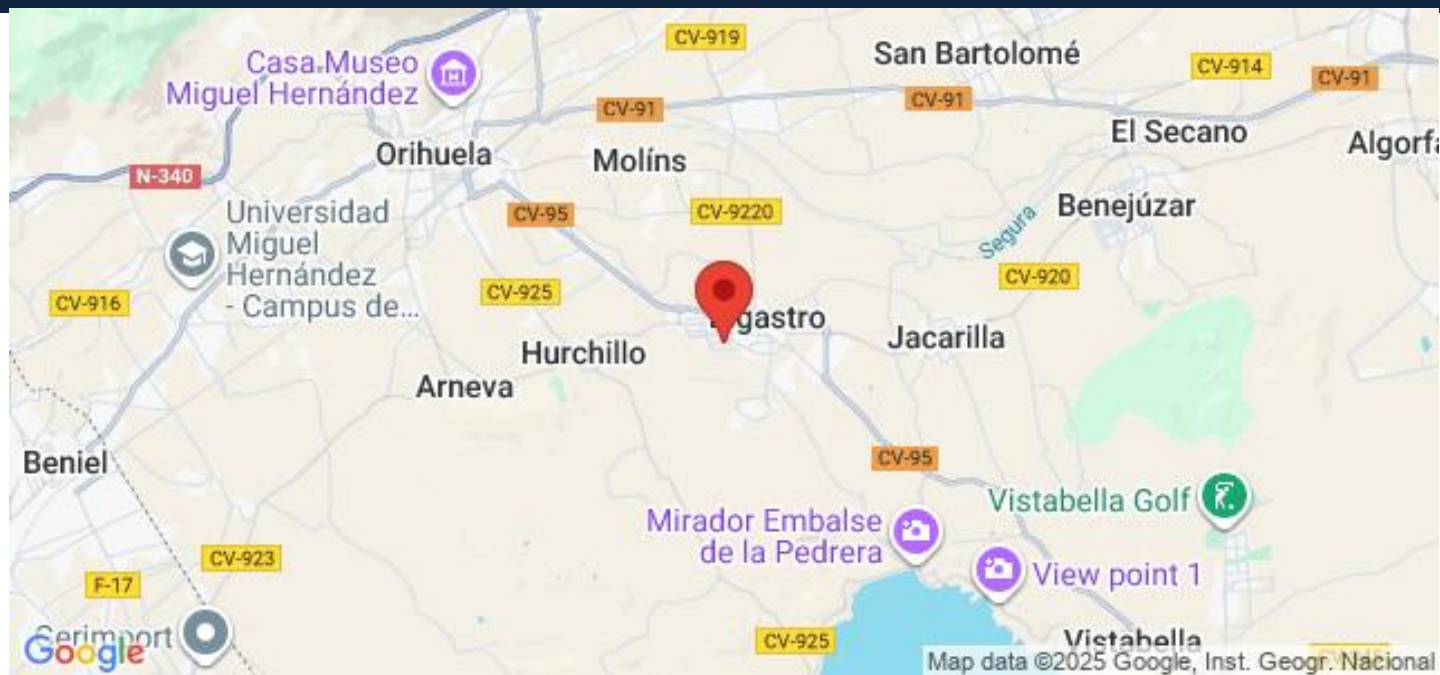 CV-919
San Bartolomé
CV-914
CV-91
Casa Museo
Miguel Hernández
CV-91
CV-91
El Secano
Algorfa
Orihuela
Molíns
N-340
Universidad
Miguel
Hernández
- Campus de...
CV-95
CV-9220
Segura
Benejúzar
CV-916
CV-925
CV-920
gastro
Jacarilla
Hurchillo
Arneva
Beniel
CV-95
Vistabella Golf
Mirador Embalse
de la Pedrera
View point 1
CV-923
F-17
Google
CV-925
Vistabella
Map data ©2025 Google, Inst. Geogr. Nacional